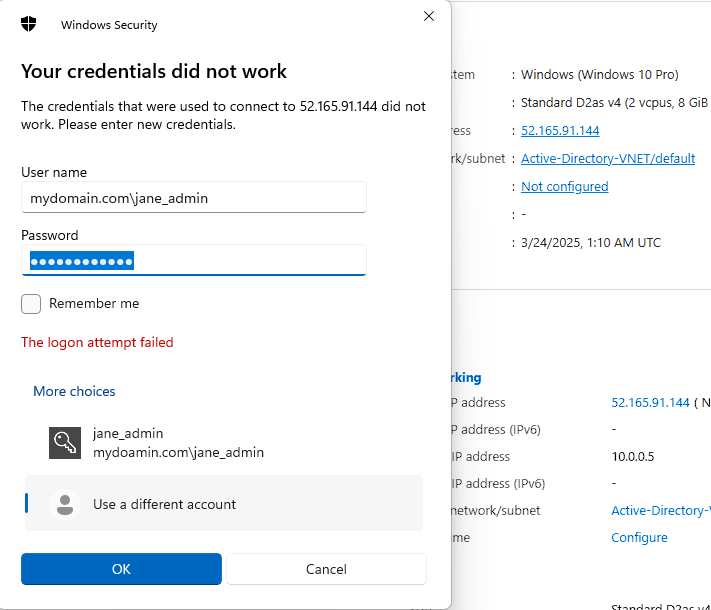 Windows Security
Your credentials did not work
The credentials that were used to connect to 52.165.91.144 did not
work. Please enter new credentials.
User name
mydomain.com\jane_admin
Password
Remember me
The logon attempt failed
More choices
jane_admin
mydoamin.com\jane_admin
Use a different account
OK
Cancel
stem : Windows (Windows 10 Pro)
: Standard D2as v4 (2 vcpus, 8 GiB
ress : 52.165.91.144
rk/subnet : Active-Directory-VNET/default
: Not configured
: -
: 3/24/2025, 1:10 AM UTC
rking
P address 52.165.91.144 ( N
P address (IPv6) -
IP address 10.0.0.5
IP address (IPv6) -
network/subnet Active-Directory-
me Configure
Standard D2as v4